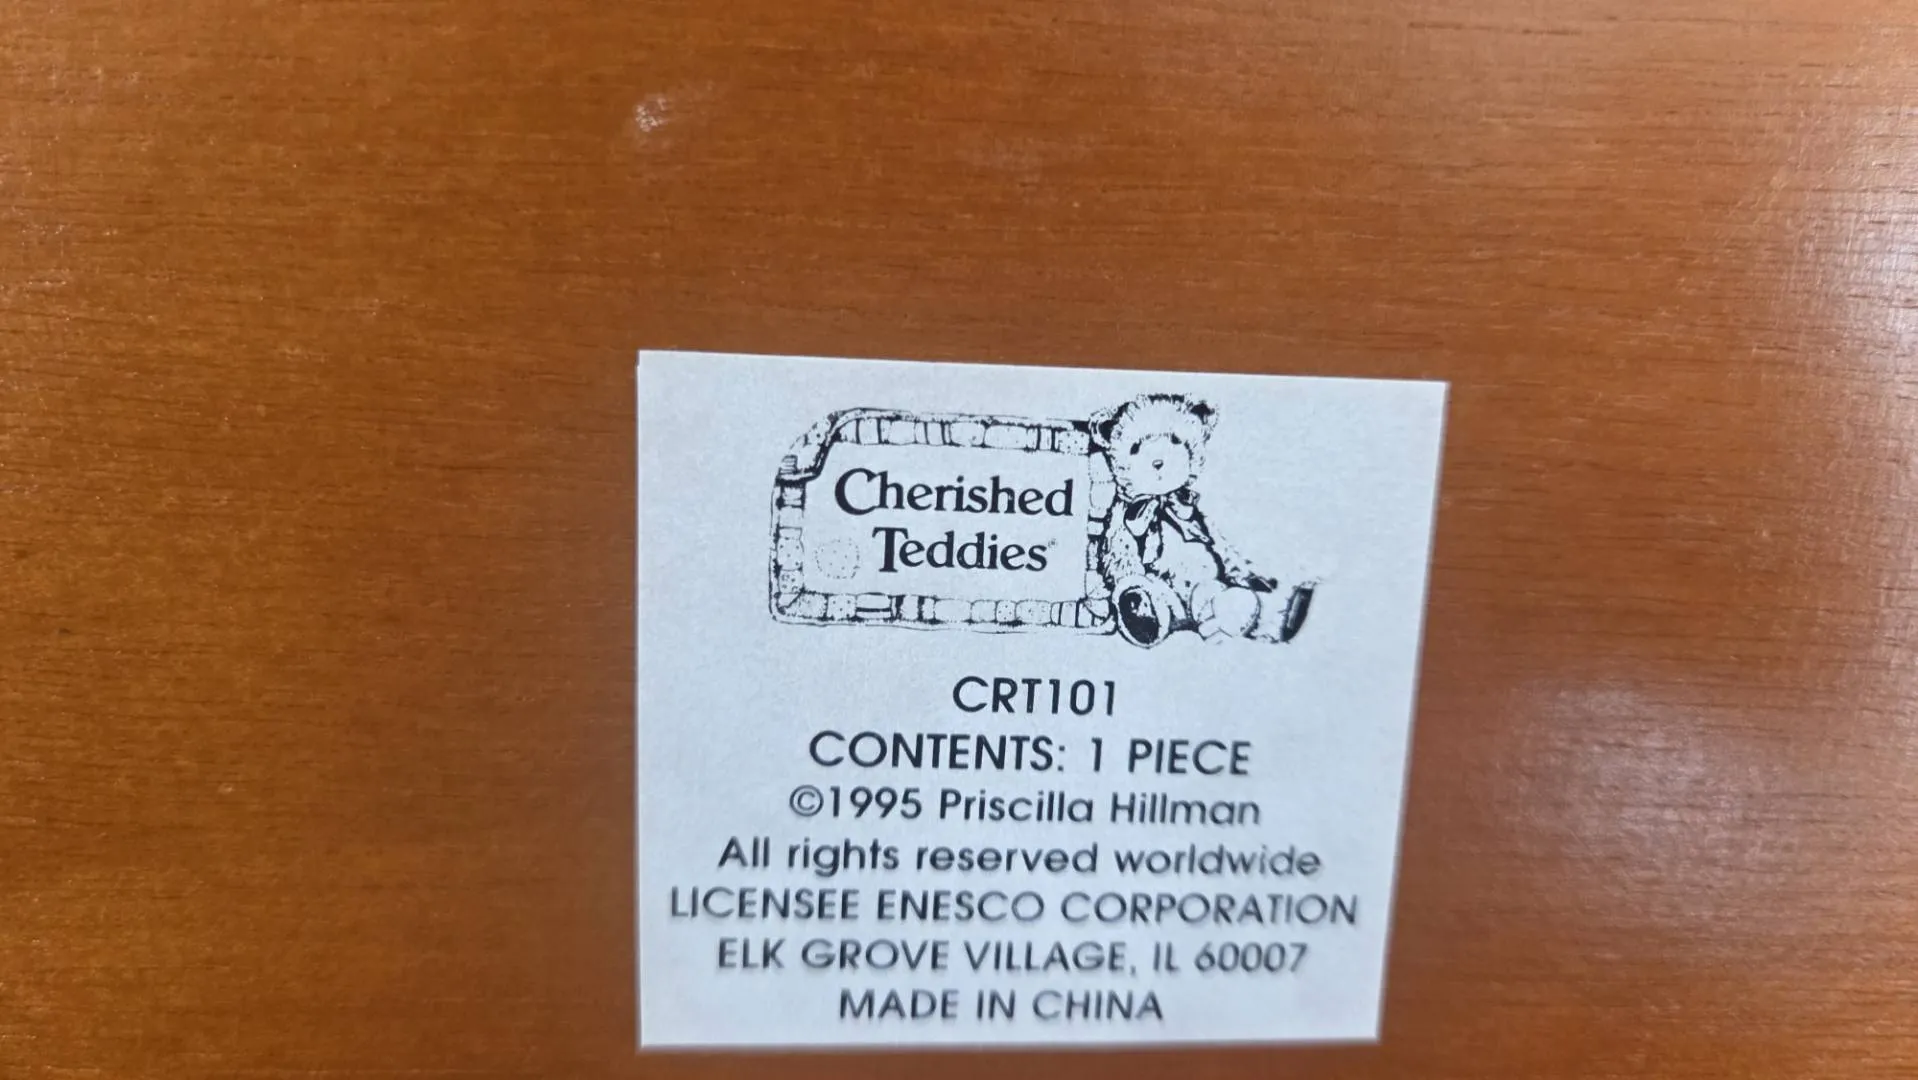 Cherished
Teddies
CRT101
CONTENTS: 1 PIECE
©1995 Priscilla Hillman
All rights reserved worldwide
LICENSEE ENESCO CORPORATION
ELK GROVE VILLAGE, IL 60007
MADE IN CHINA